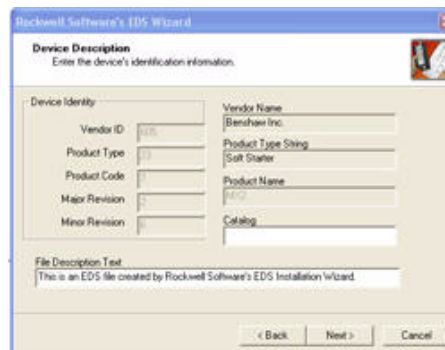 Rockwell Software's EDS Wizard
Device Description
Enter the device's identification information.
Device Identity
Vendor ID
Product Type
Product Code
Major Revision
Minor Revision
Vendor Name
Benshaw Inc.
Product Type String
Soft Starter
Product Name
Catalog
File Description Text
This is an EDS file created by Rockwell Software's EDS Installation Wizard.
< Back
Next >
Cancel